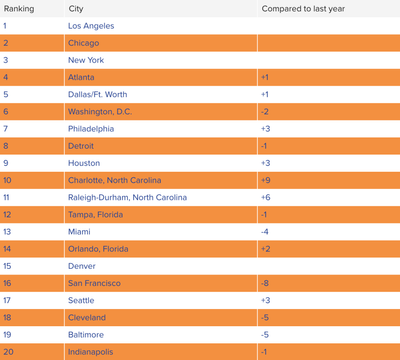 Ranking City Compared to last year
1 Los Angeles
2 Chicago
3 New York
4 Atlanta +1
5 Dallas/Ft. Worth +1
6 Washington, D.C. -2
7 Philadelphia +3
8 Detroit -1
9 Houston +3
10 Charlotte, North Carolina +9
11 Raleigh-Durham, North Carolina +6
12 Tampa, Florida -1
13 Miami -4
14 Orlando, Florida +2
15 Denver
16 San Francisco -8
17 Seattle +3
18 Cleveland -5
19 Baltimore -5
20 Indianapolis -1